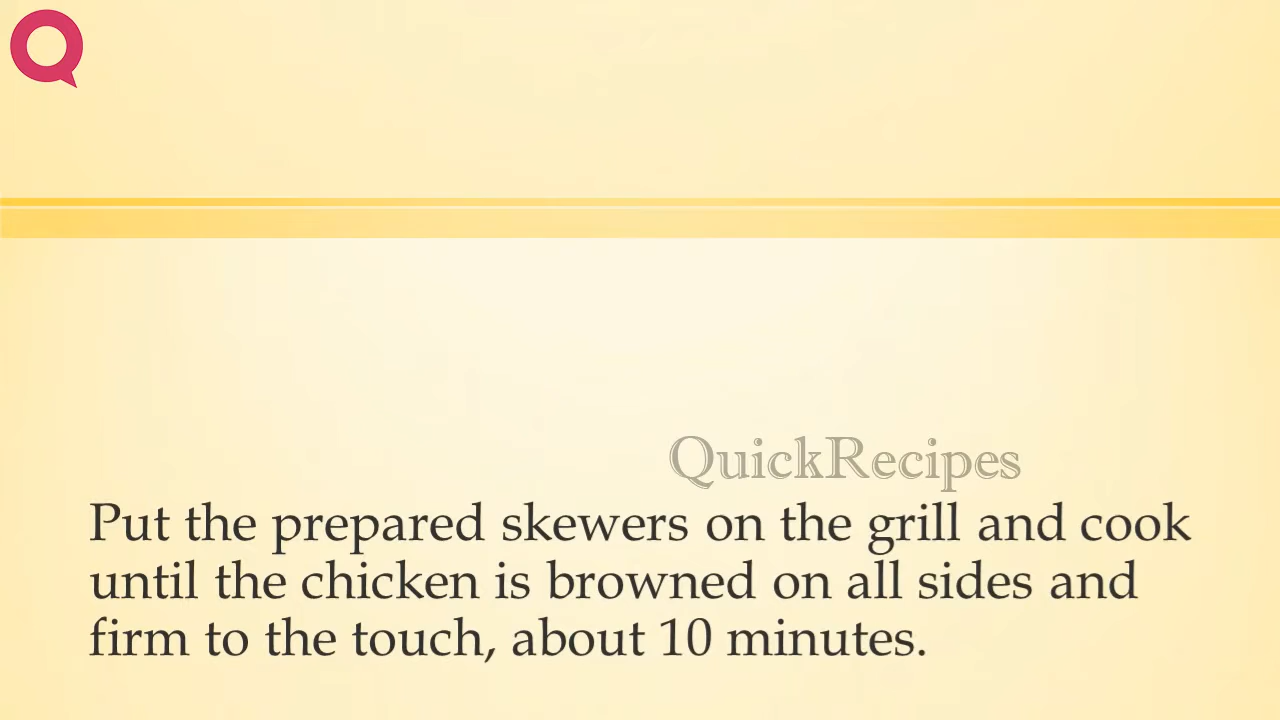 QuickRecipes
Put the prepared skewers on the grill and cook
until the chicken is browned on all sides and
firm to the touch, about 10 minutes.